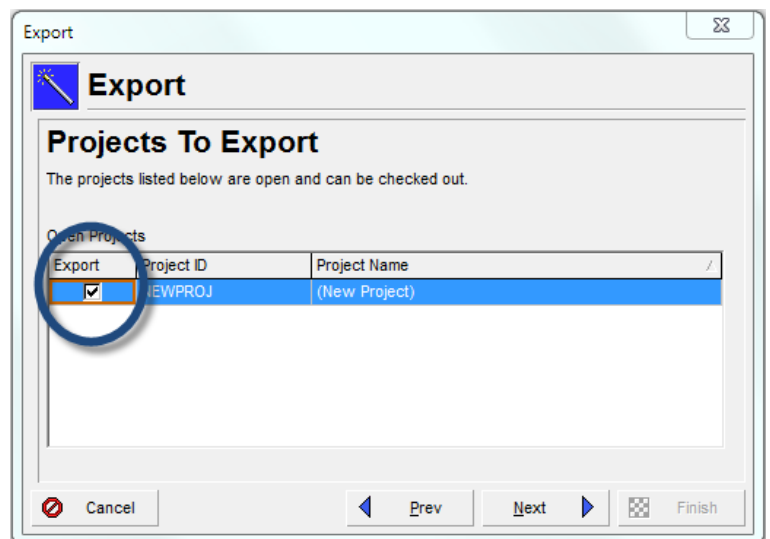 Export
Export
Projects To Export
The projects listed below are open and can be checked out.
Open Projects
Export Project ID Project Name
NEWPROJ (New Project)
Cancel Prev Next Finish